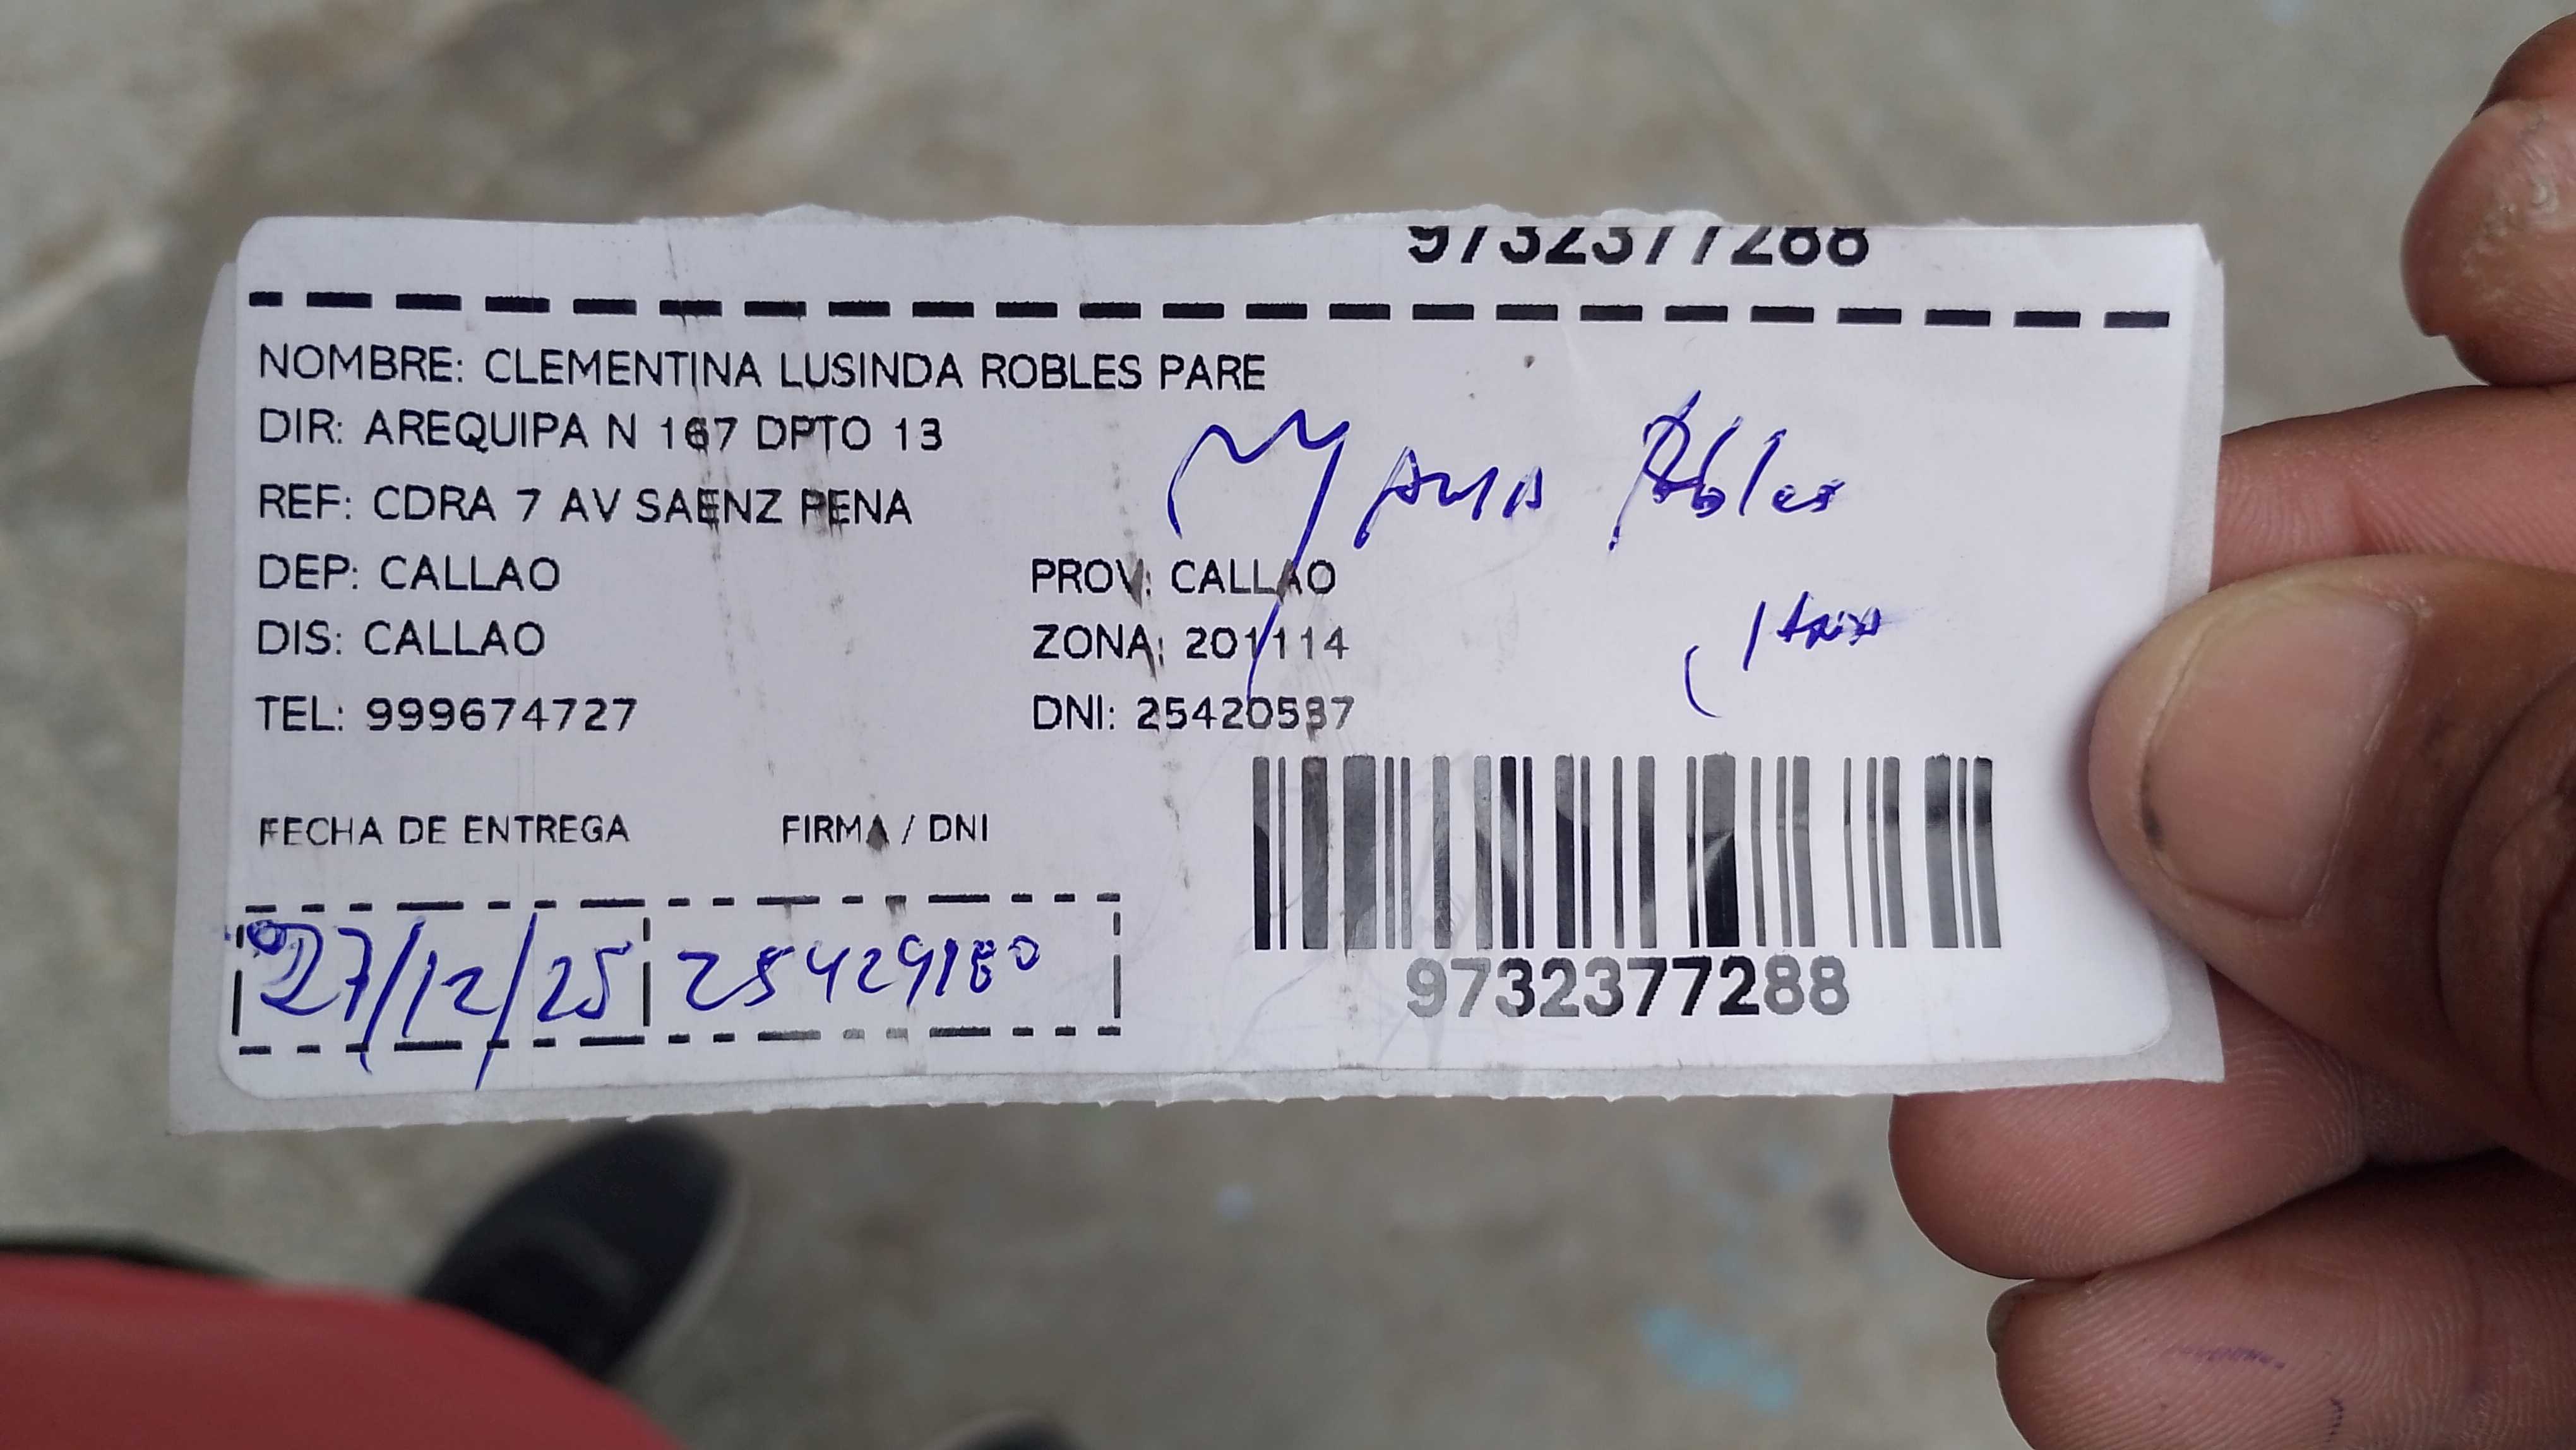 9732377288
NOMBRE: CLEMENTINA LUSINDA ROBLES PARE
DIR: AREQUIPA N 167 DPTO 13
REF: CDRA 7 AV SAENZ PENA
DEP: CALLAO PROV: CALLAO
DIS: CALLAO ZONA: 201114
TEL: 999674727 DNI: 25420537
Robles
FECHA DE ENTREGA FIRMA / DNI
27/12/25 25429180
9732377288